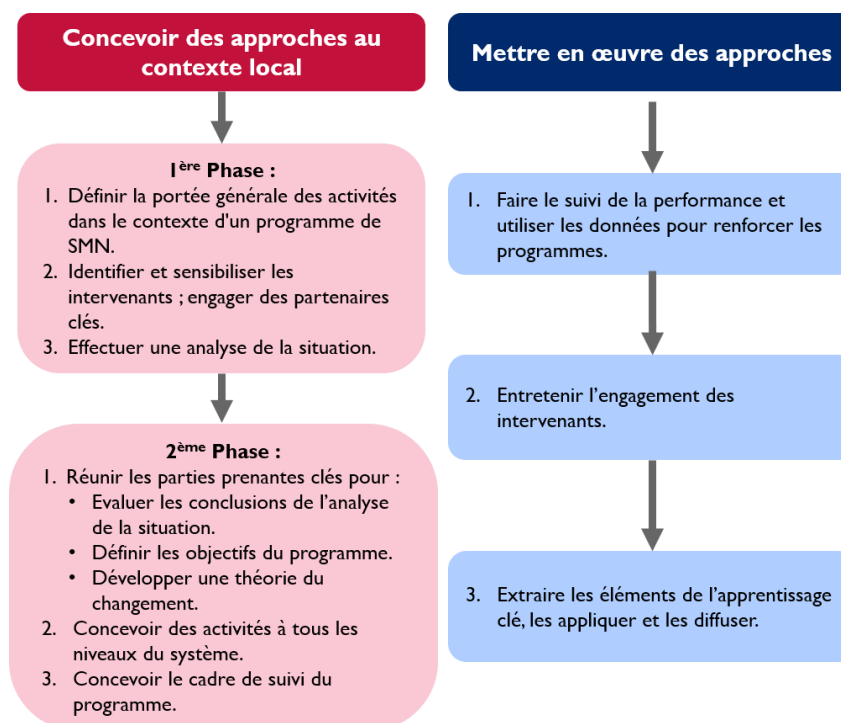 Concevoir des approches au
contexte local
1ère Phase :
1. Définir la portée générale des activités
dans le contexte d'un programme de
SMN.
2. Identifier et sensibiliser les
intervenants ; engager des partenaires
clés.
3. Effectuer une analyse de la situation.
2ème Phase :
1. Réunir les parties prenantes clés pour :
• Evaluer les conclusions de l’analyse
de la situation.
• Définir les objectifs du programme.
• Développer une théorie du
changement.
2. Concevoir des activités à tous les
niveaux du système.
3. Concevoir le cadre de suivi du
programme.
Mettre en œuvre des approches
1. Faire le suivi de la performance et
utiliser les données pour renforcer les
programmes.
2. Entretenir l’engagement des
intervenants.
3. Extraire les éléments de l’apprentissage
clé, les appliquer et les diffuser.